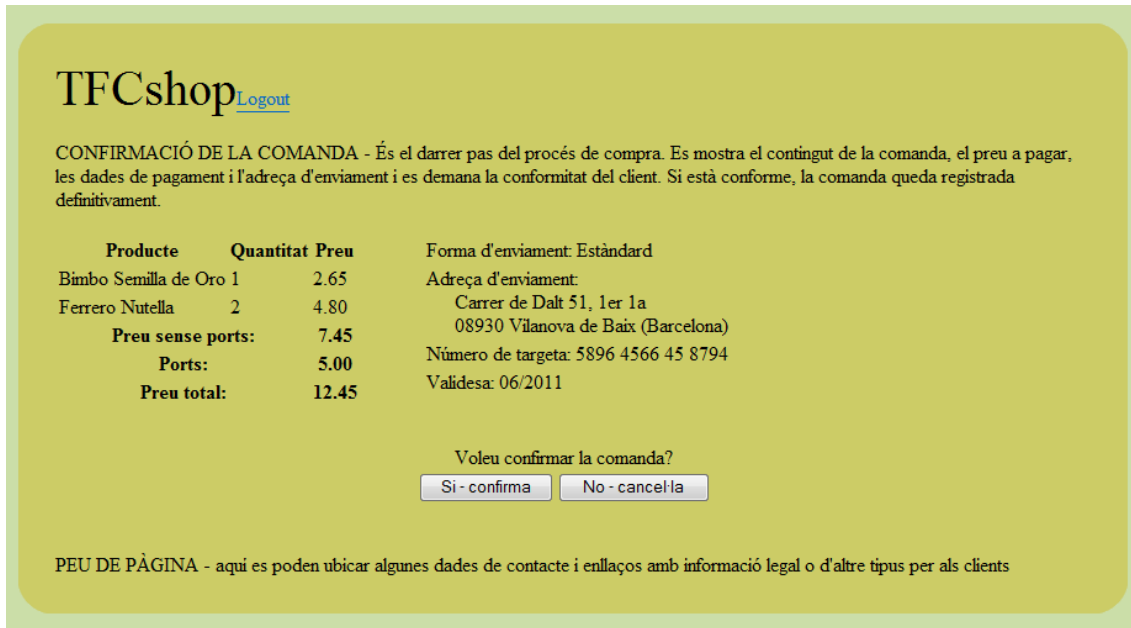 TFCshop Logout
CONFIRMACIÓ DE LA COMANDA - És el darrer pas del procés de compra. Es mostra el contingut de la comanda, el preu a pagar,
les dades de pagament i l'adreça d'enviament i es demana la conformitat del client. Si està conforme, la comanda queda registrada
definitivament.
Producte Quantitat Preu
Bimbo Semilla de Oro 1 2.65
Ferrero Nutella 2 4.80
Preu sense ports: 7.45
Ports: 5.00
Preu total: 12.45
Forma d'enviament: Estàndard
Adreça d'enviament:
Carrer de Dalt 51, 1er 1a
08930 Vilanova de Baix (Barcelona)
Número de targeta: 5896 4566 45 8794
Validesa: 06/2011
Voleu confirmar la comanda?
Si - confirma No - cancel·la
PEU DE PÀGINA - aquí es poden ubicar algunes dades de contacte i enllaços amb informació legal o d'altre tipus per als clients